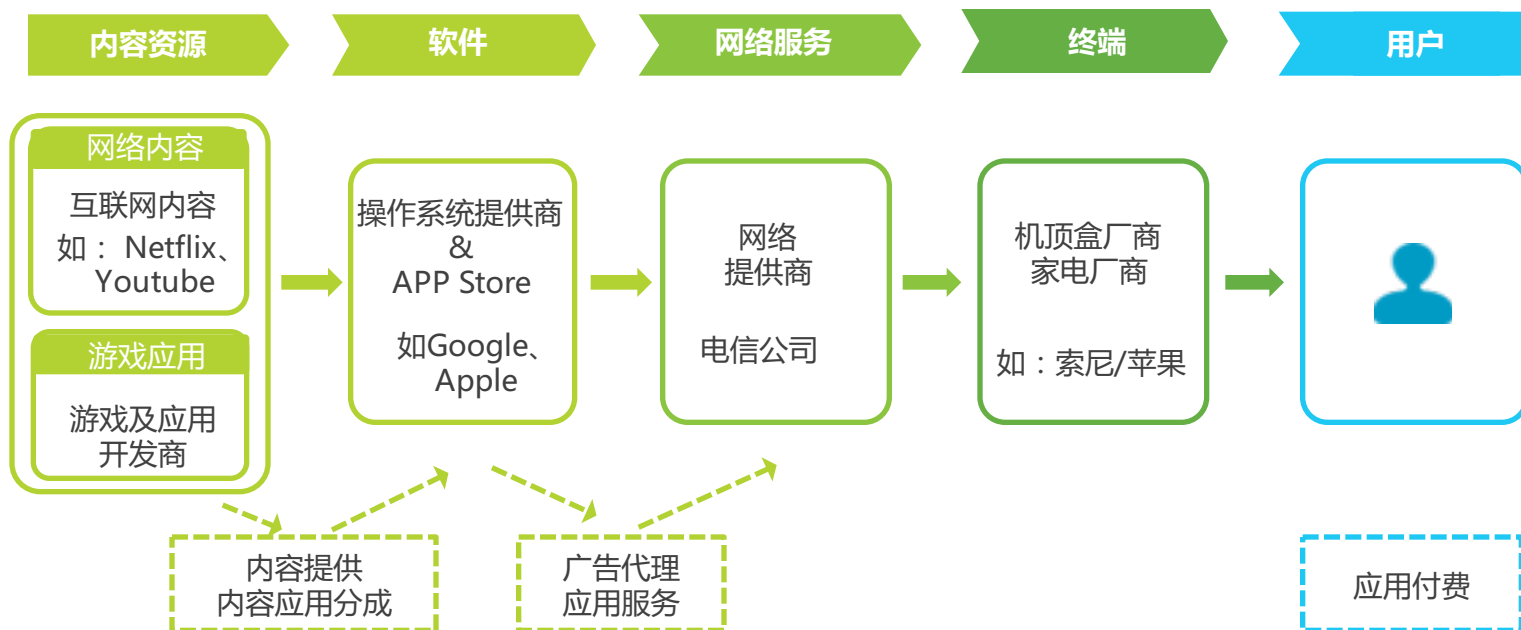 内容资源
软件
网络服务
终端
用户
网络内容
互联网内容
如： Netflix、
Youtube
游戏应用
游戏及应用
开发商
操作系统提供商
&
APP Store
如Google、
Apple
网络
提供商
电信公司
机顶盒厂商
家电厂商
如：索尼/苹果
内容提供
内容应用分成
广告代理
应用服务
应用付费